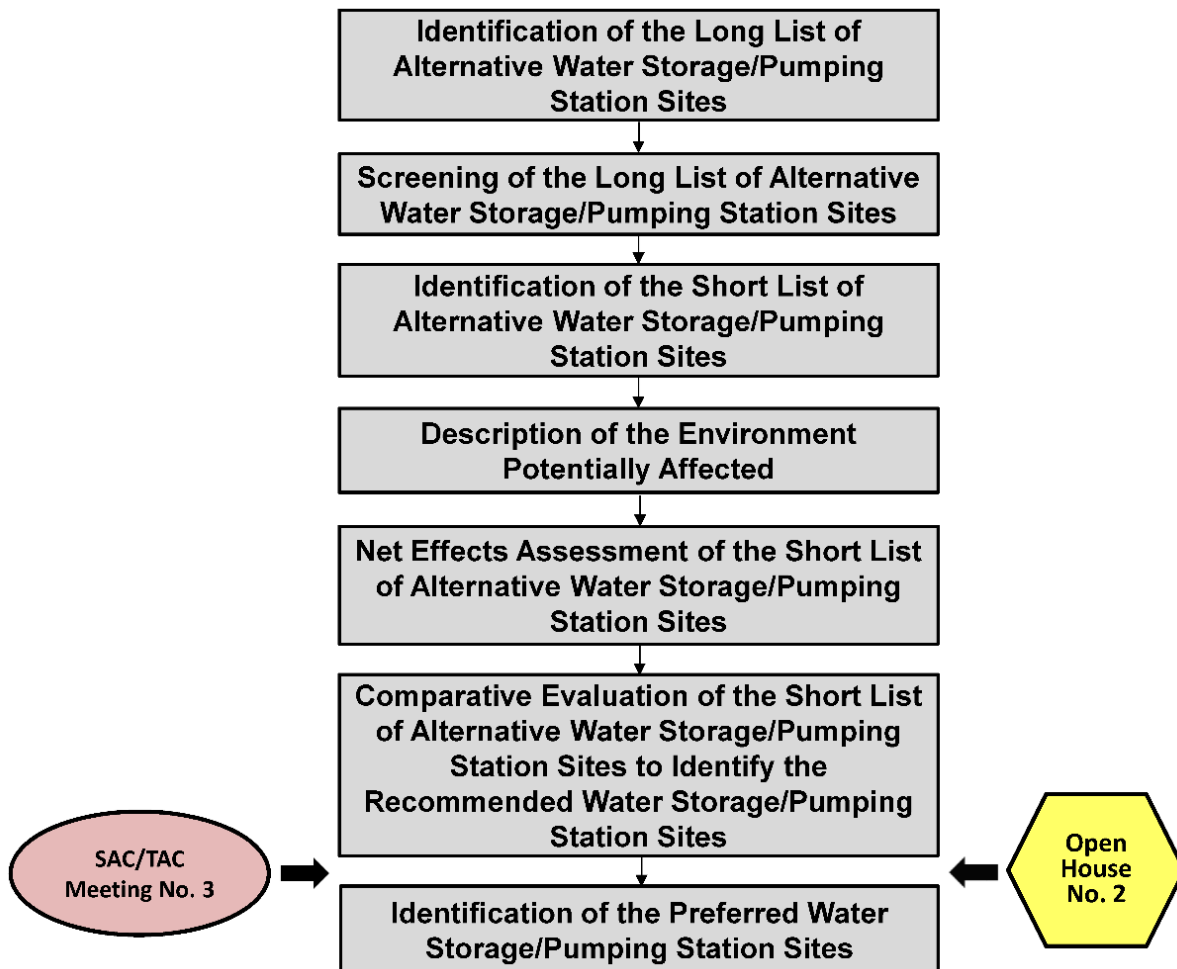 Identification of the Long List of
Alternative Water Storage/Pumping
Station Sites
Screening of the Long List of Alternative
Water Storage/Pumping Station Sites
Identification of the Short List of
Alternative Water Storage/Pumping
Station Sites
Description of the Environment
Potentially Affected
Net Effects Assessment of the Short List
of Alternative Water Storage/Pumping
Station Sites
Comparative Evaluation of the Short List
of Alternative Water Storage/Pumping
Station Sites to Identify the
Recommended Water Storage/Pumping
Station Sites
SAC/TAC
Meeting No. 3
Open
House
No. 2
Identification of the Preferred Water
Storage/Pumping Station Sites